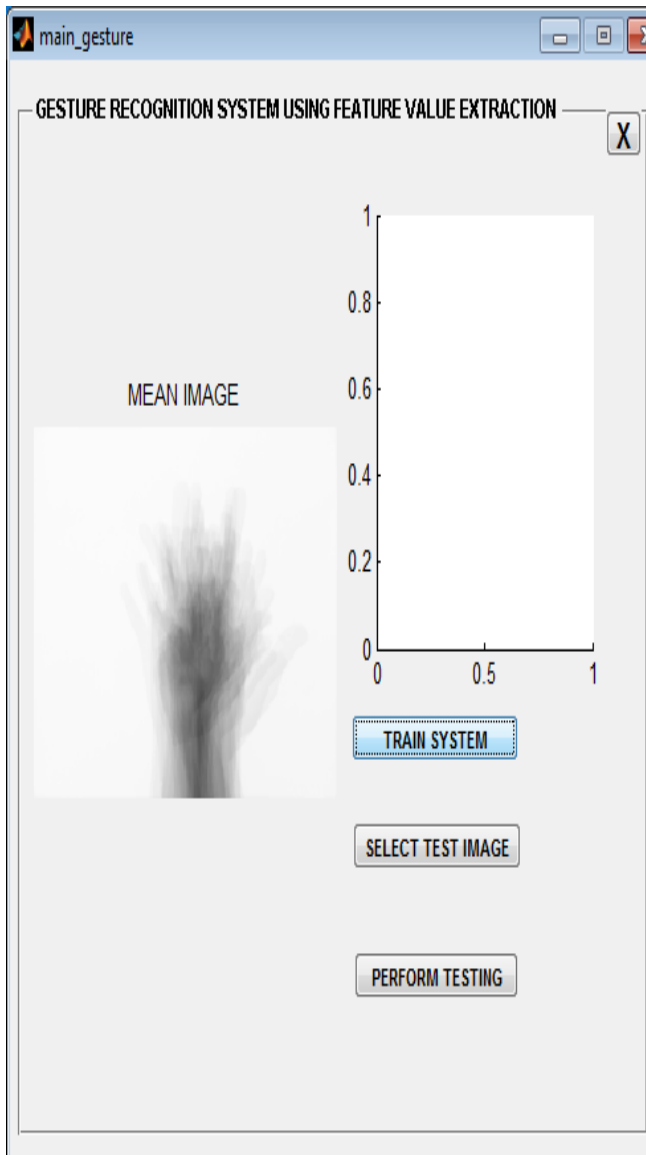 main_gesture
GESTURE RECOGNITION SYSTEM USING FEATURE VALUE EXTRACTION
X
MEAN IMAGE
1
0.8
0.6
0.4
0.2
0
0 0.5 1
TRAIN SYSTEM
SELECT TEST IMAGE
PERFORM TESTING